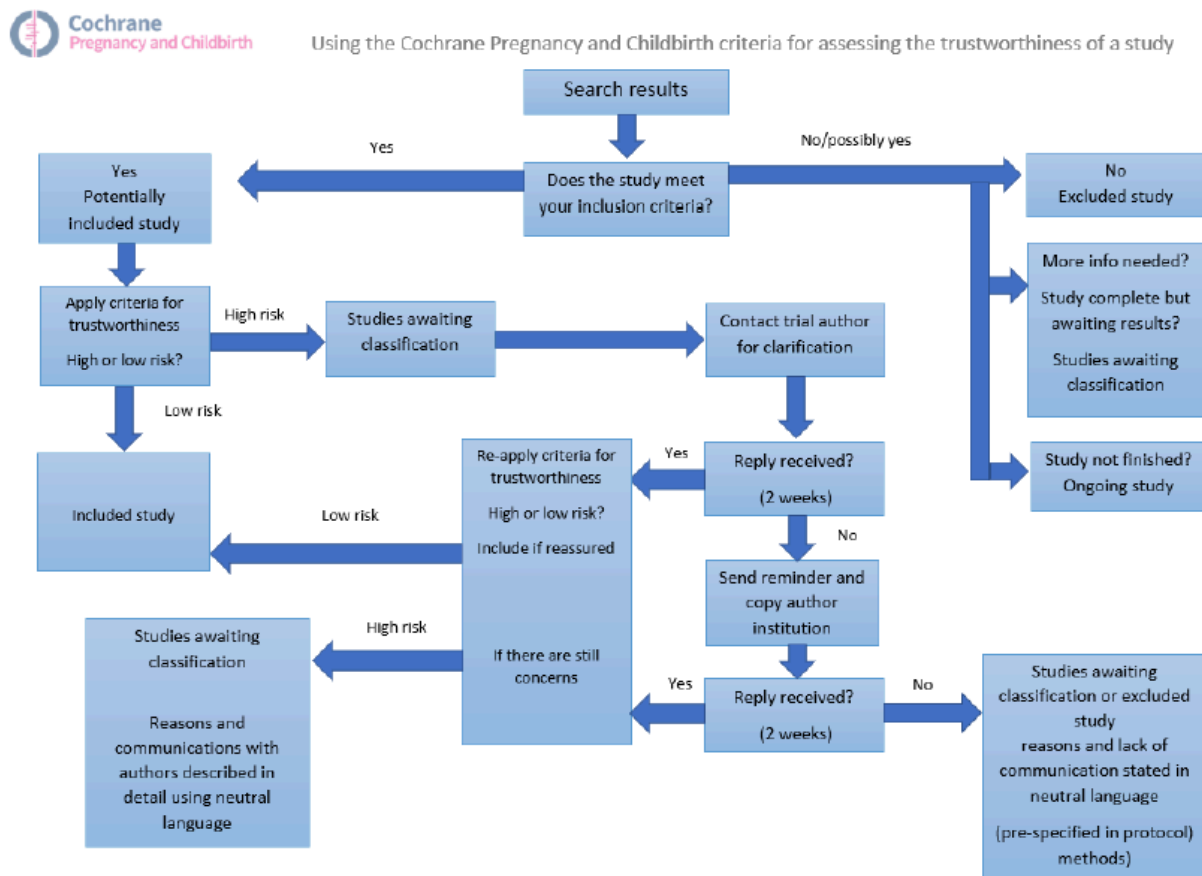 Cochrane
Pregnancy and Childbirth
Using the Cochrane Pregnancy and Childbirth criteria for assessing the trustworthiness of a study
Search results
Yes
No/possibly yes
Yes
Potentially
included study
Does the study meet
your inclusion criteria?
No
Excluded study
More info needed?
Study complete but
awaiting results?
Studies awaiting
classification
Apply criteria for
trustworthiness
High or low risk?
High risk
Studies awaiting
classification
Contact trial author
for clarification
Low risk
Included study
Re-apply criteria for
trustworthiness
High or low risk?
Include if reassured
If there are still
concerns
Yes
Reply received?
(2 weeks)
Study not finished?
Ongoing study
Low risk
No
Send reminder and
copy author
institution
High risk
Studies awaiting
classification
Reasons and
communications with
authors described in
detail using neutral
language
Yes
Reply received?
(2 weeks)
No
Studies awaiting
classification or excluded
study
reasons and lack of
communication stated in
neutral language
(pre-specified in protocol)
methods)